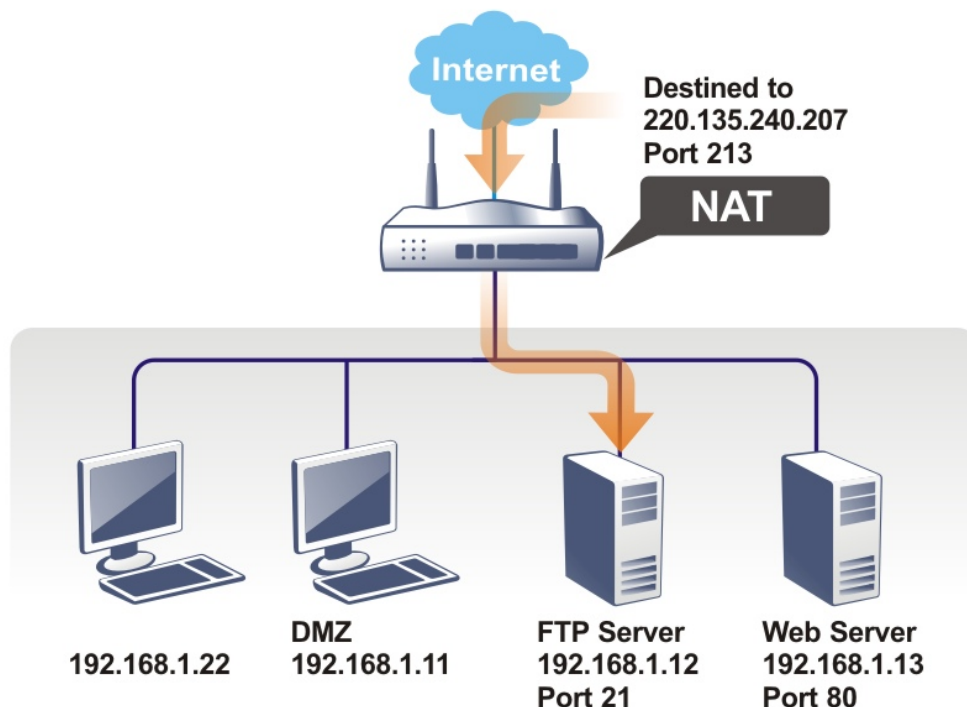 Internet
Destined to
220.135.240.207
Port 213
NAT
192.168.1.22
DMZ
192.168.1.11
FTP Server
192.168.1.12
Port 21
Web Server
192.168.1.13
Port 80